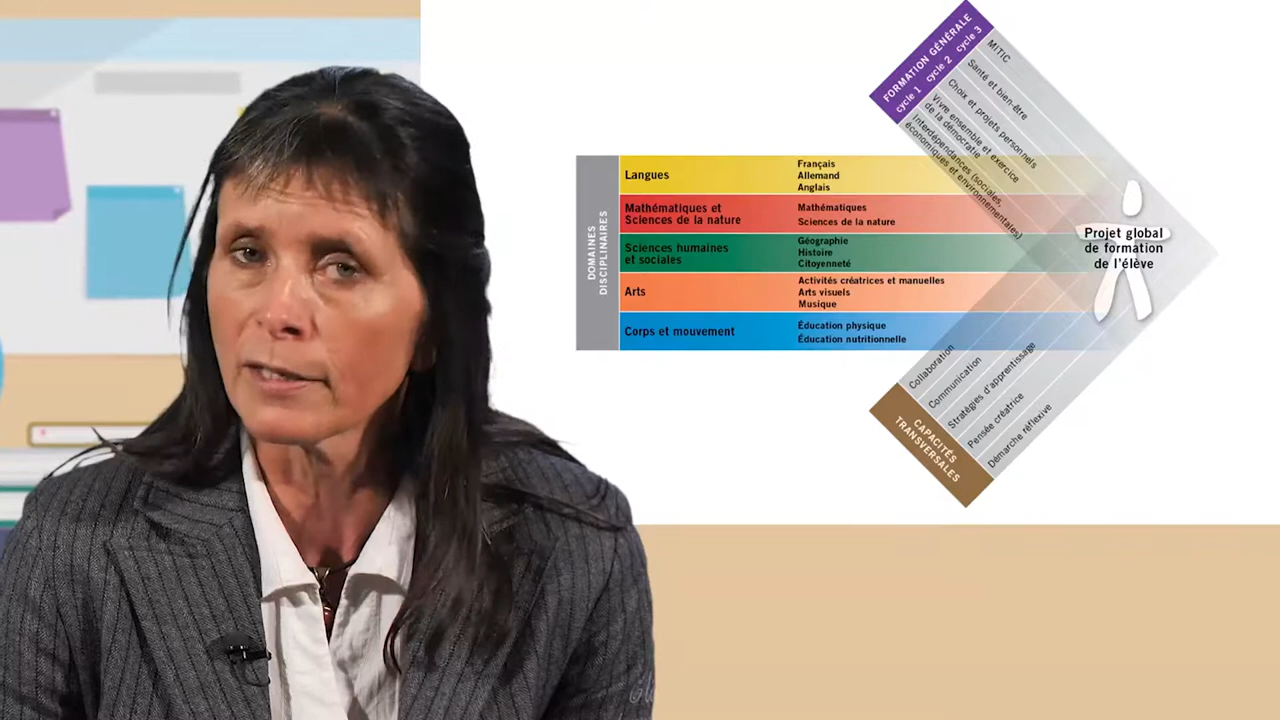 FORMATION GÉNÉRALE
cycle 1 cycle 2 cycle 3
MITIC
Santé et bien-être
Choix et projets personnels
Vivre ensemble et exercice
de la démocratie
Interdépendances (sociales,
économiques et environnementales)
DOMAINES
DISCIPLINAIRES
Langues
Français
Allemand
Anglais
Mathématiques et
Sciences de la nature
Mathématiques
Sciences de la nature
Sciences humaines
et sociales
Géographie
Histoire
Citoyenneté
Arts
Activités créatrices et manuelles
Arts visuels
Musique
Corps et mouvement
Éducation physique
Éducation nutritionnelle
Projet global
de formation
de l'élève
Collaboration
Communication
Stratégies d'apprentissage
Pensée créatrice
Démarche réflexive
CAPACITÉS
TRANSVERSALES